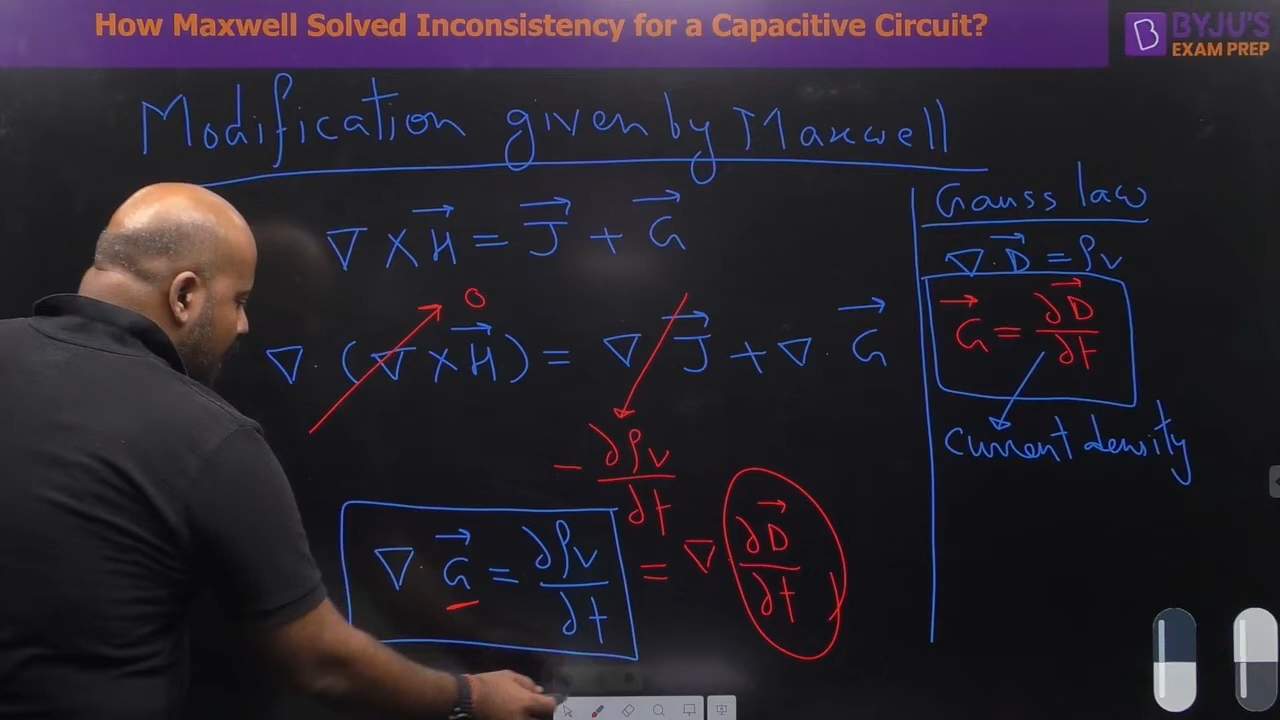 How Maxwell Solved Inconsistency for a Capacitive Circuit?
BYJU'S
EXAM PREP
Modification given by Maxwell
∇ × H⃗ = J⃗ + G⃗
∇ · (∇ × H⃗) = ∇ J⃗ + ∇ · G⃗
0
− ∂ρv/∂t
∇ · G⃗ = ∂ρv/∂t = ∇ ∂D⃗/∂t )
Gauss law
∇ · D⃗ = ρv
G⃗ = ∂D⃗/∂t
current density